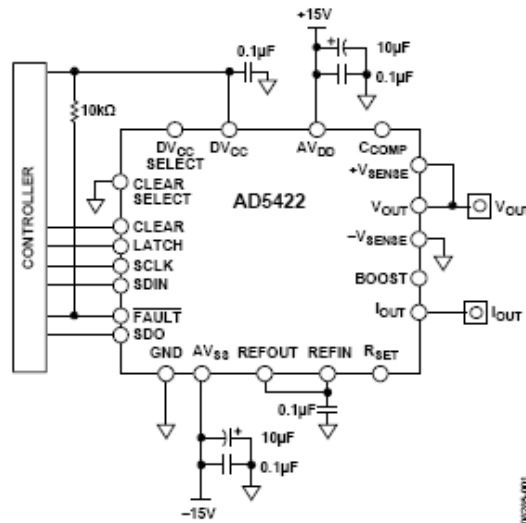 +15V
0.1µF
10µF
0.1µF
10kΩ
CONTROLLER
DVCC SELECT
DVCC
AVDD
CCOMP
CLEAR SELECT
CLEAR
LATCH
SCLK
SDIN
FAULT
SDO
AD5422
+VSENSE
VOUT
VOUT
–VSENSE
BOOST
IOUT
IOUT
GND
AVSS
REFOUT
REFIN
RSET
0.1µF
10µF
0.1µF
–15V